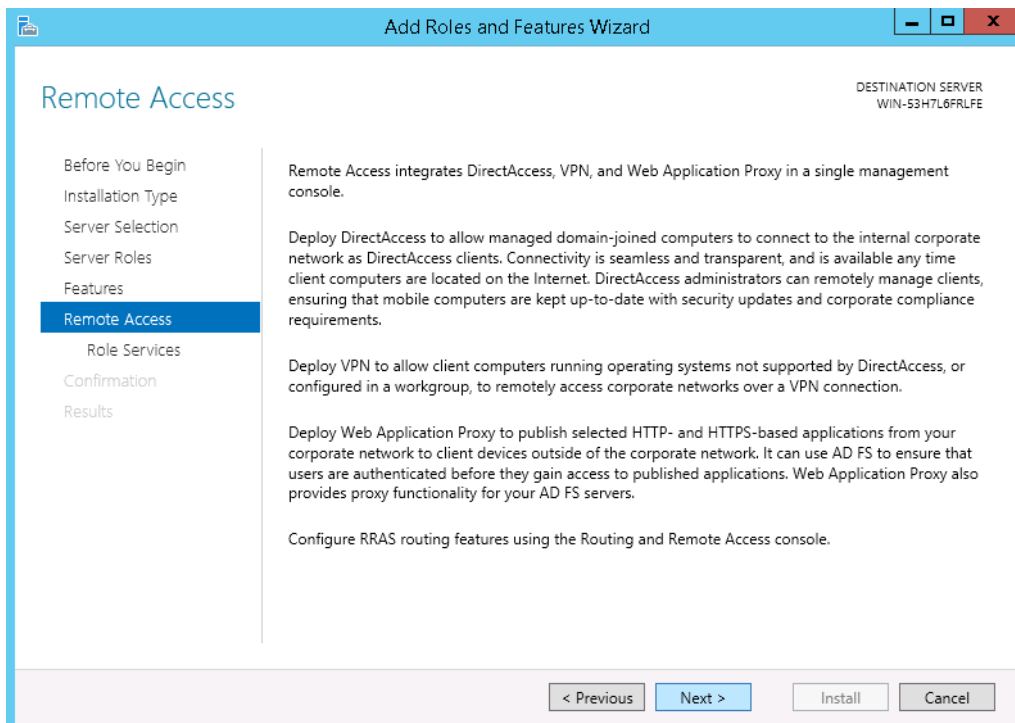 Add Roles and Features Wizard
Remote Access
DESTINATION SERVER
WIN-53H7L6FRLFE
Before You Begin
Installation Type
Server Selection
Server Roles
Features
Remote Access
Role Services
Confirmation
Results
Remote Access integrates DirectAccess, VPN, and Web Application Proxy in a single management
console.
Deploy DirectAccess to allow managed domain-joined computers to connect to the internal corporate
network as DirectAccess clients. Connectivity is seamless and transparent, and is available any time
client computers are located on the Internet. DirectAccess administrators can remotely manage clients,
ensuring that mobile computers are kept up-to-date with security updates and corporate compliance
requirements.
Deploy VPN to allow client computers running operating systems not supported by DirectAccess, or
configured in a workgroup, to remotely access corporate networks over a VPN connection.
Deploy Web Application Proxy to publish selected HTTP- and HTTPS-based applications from your
corporate network to client devices outside of the corporate network. It can use AD FS to ensure that
users are authenticated before they gain access to published applications. Web Application Proxy also
provides proxy functionality for your AD FS servers.
Configure RRAS routing features using the Routing and Remote Access console.
< Previous
Next >
Install
Cancel